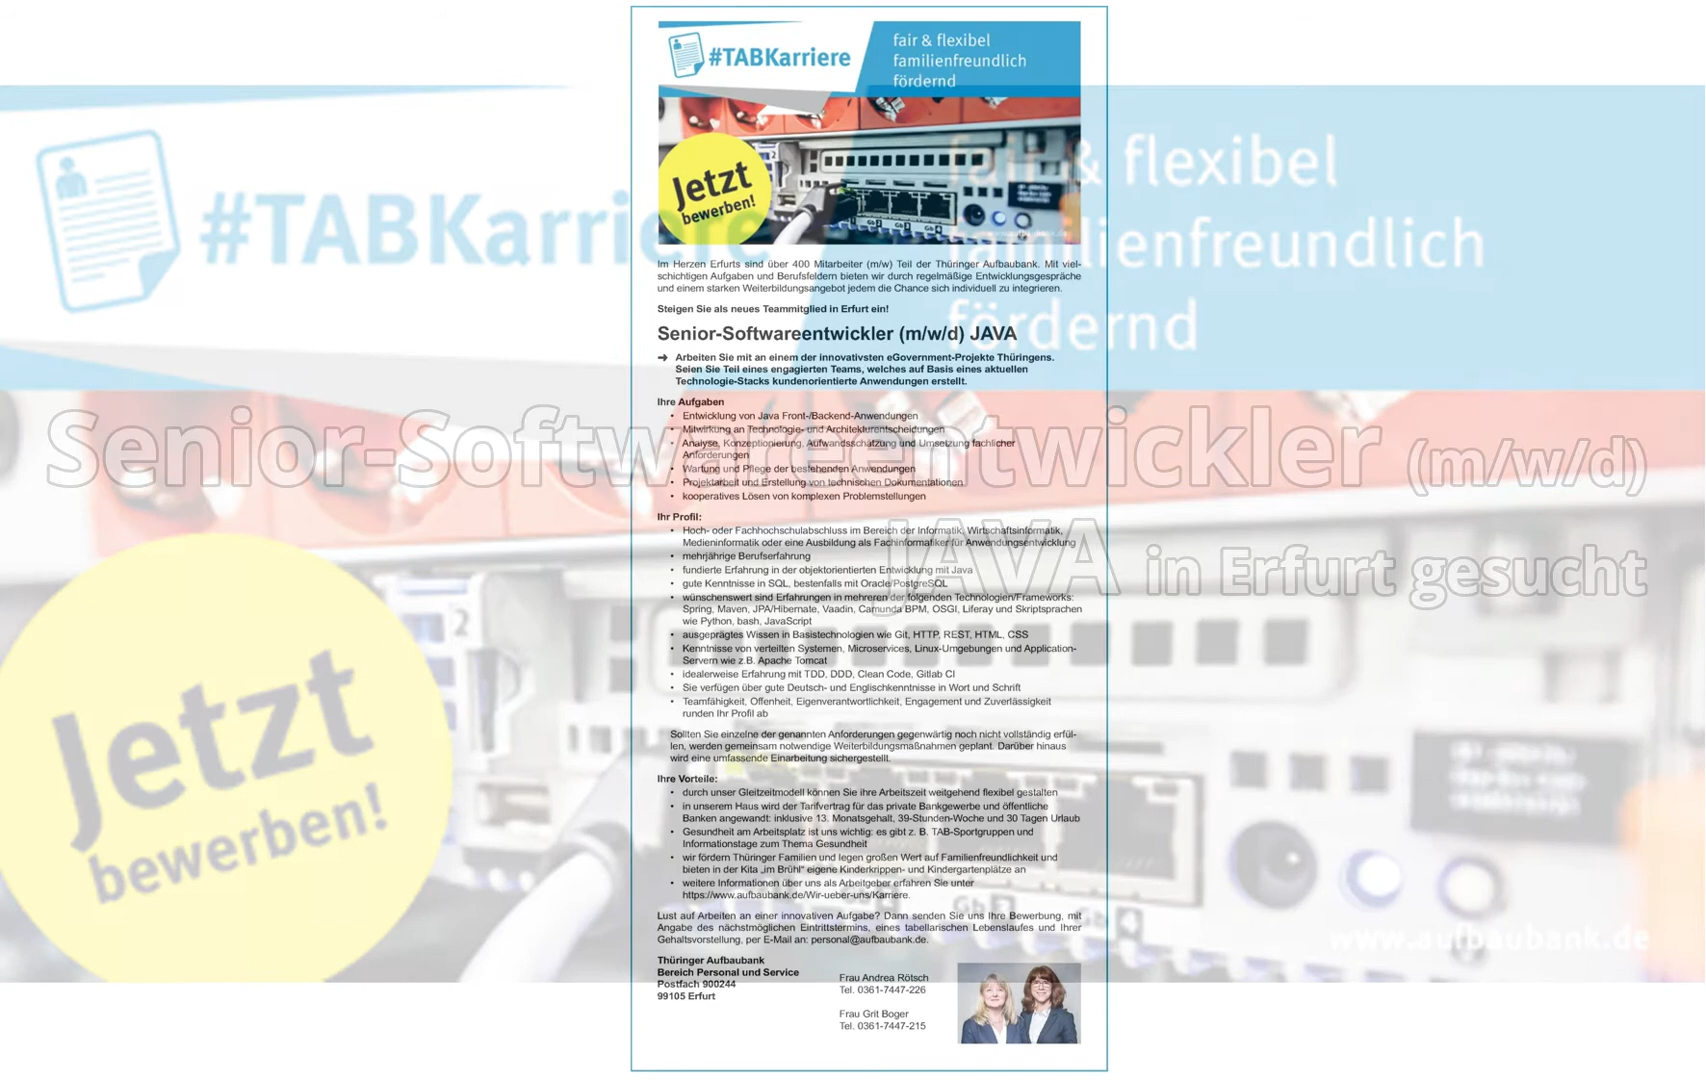 #TABKarriere
fair & flexibel
familienfreundlich
fördernd
Jetzt
bewerben!
Im Herzen Erfurts sind über 400 Mitarbeiter (m/w) Teil der Thüringer Aufbaubank. Mit viel-
schichtigen Aufgaben und Berufsfeldern bieten wir durch regelmäßige Entwicklungsgespräche
und einem starken Weiterbildungsangebot jedem die Chance sich individuell zu integrieren.
Steigen Sie als neues Teammitglied in Erfurt ein!
Senior-Softwareentwickler (m/w/d) JAVA
➜ Arbeiten Sie mit an einem der innovativsten eGovernment-Projekte Thüringens.
Seien Sie Teil eines engagierten Teams, welches auf Basis eines aktuellen
Technologie-Stacks kundenorientierte Anwendungen erstellt.
Ihre Aufgaben
• Entwicklung von Java Front-/Backend-Anwendungen
• Mitwirkung an Technologie- und Architekturentscheidungen
• Analyse, Konzeptionierung, Aufwandsschätzung und Umsetzung fachlicher
Anforderungen
• Wartung und Pflege der bestehenden Anwendungen
• Projektarbeit und Erstellung von technischen Dokumentationen
• kooperatives Lösen von komplexen Problemstellungen
Ihr Profil:
• Hoch- oder Fachhochschulabschluss im Bereich der Informatik, Wirtschaftsinformatik,
Medieninformatik oder eine Ausbildung als Fachinformatiker für Anwendungsentwicklung
• mehrjährige Berufserfahrung
• fundierte Erfahrung in der objektorientierten Entwicklung mit Java
• gute Kenntnisse in SQL, bestenfalls mit Oracle/PostgreSQL
• wünschenswert sind Erfahrungen in mehreren der folgenden Technologien/Frameworks:
Spring, Maven, JPA/Hibernate, Vaadin, Camunda BPM, OSGI, Liferay und Skriptsprachen
wie Python, bash, JavaScript
• ausgeprägtes Wissen in Basistechnologien wie Git, HTTP, REST, HTML, CSS
• Kenntnisse von verteilten Systemen, Microservices, Linux-Umgebungen und Application-
Servern wie z.B. Apache Tomcat
• idealerweise Erfahrung mit TDD, DDD, Clean Code, Gitlab CI
• Sie verfügen über gute Deutsch- und Englischkenntnisse in Wort und Schrift
• Teamfähigkeit, Offenheit, Eigenverantwortlichkeit, Engagement und Zuverlässigkeit
runden Ihr Profil ab
Sollten Sie einzelne der genannten Anforderungen gegenwärtig noch nicht vollständig erfül-
len, werden gemeinsam notwendige Weiterbildungsmaßnahmen geplant. Darüber hinaus
wird eine umfassende Einarbeitung sichergestellt.
Ihre Vorteile:
• durch unser Gleitzeitmodell können Sie ihre Arbeitszeit weitgehend flexibel gestalten
• in unserem Haus wird der Tarifvertrag für das private Bankgewerbe und öffentliche
Banken angewandt: inklusive 13. Monatsgehalt, 39-Stunden-Woche und 30 Tagen Urlaub
• Gesundheit am Arbeitsplatz ist uns wichtig: es gibt z. B. TAB-Sportgruppen und
Informationstage zum Thema Gesundheit
• wir fördern Thüringer Familien und legen großen Wert auf Familienfreundlichkeit und
bieten in der Kita „im Brühl" eigene Kinderkrippen- und Kindergartenplätze an
• weitere Informationen über uns als Arbeitgeber erfahren Sie unter
https://www.aufbaubank.de/Wir-ueber-uns/Karriere.
Lust auf Arbeiten an einer innovativen Aufgabe? Dann senden Sie uns Ihre Bewerbung, mit
Angabe des nächstmöglichen Eintrittstermins, eines tabellarischen Lebenslaufes und Ihrer
Gehaltsvorstellung, per E-Mail an: personal@aufbaubank.de.
Thüringer Aufbaubank
Bereich Personal und Service
Postfach 900244
99105 Erfurt
Frau Andrea Rötsch
Tel. 0361-7447-226
Frau Grit Boger
Tel. 0361-7447-215
#TABKarriere
fair & flexibel
familienfreundlich
fördernd
Senior-Softwareentwickler (m/w/d)
JAVA in Erfurt gesucht
Jetzt
bewerben!
2
Gb 3
Gb 4
www.aufbaubank.de